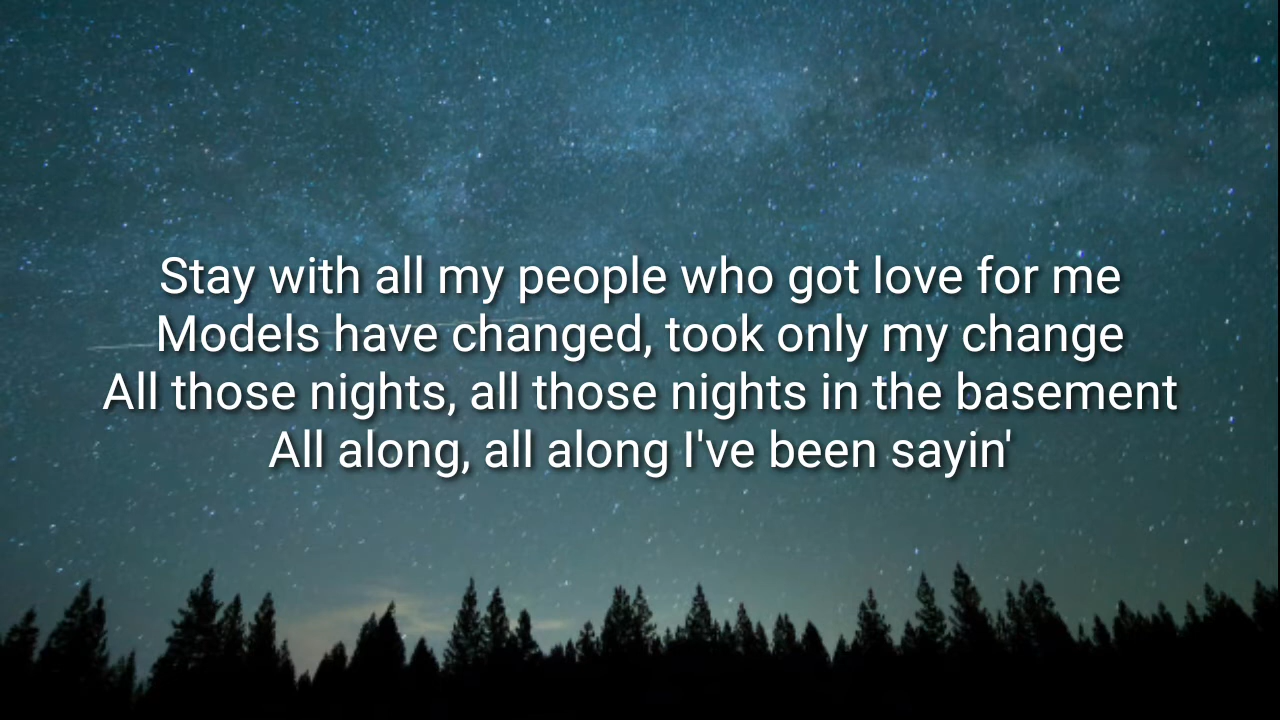 Stay with all my people who got love for me
Models have changed, took only my change
All those nights, all those nights in the basement
All along, all along I've been sayin'